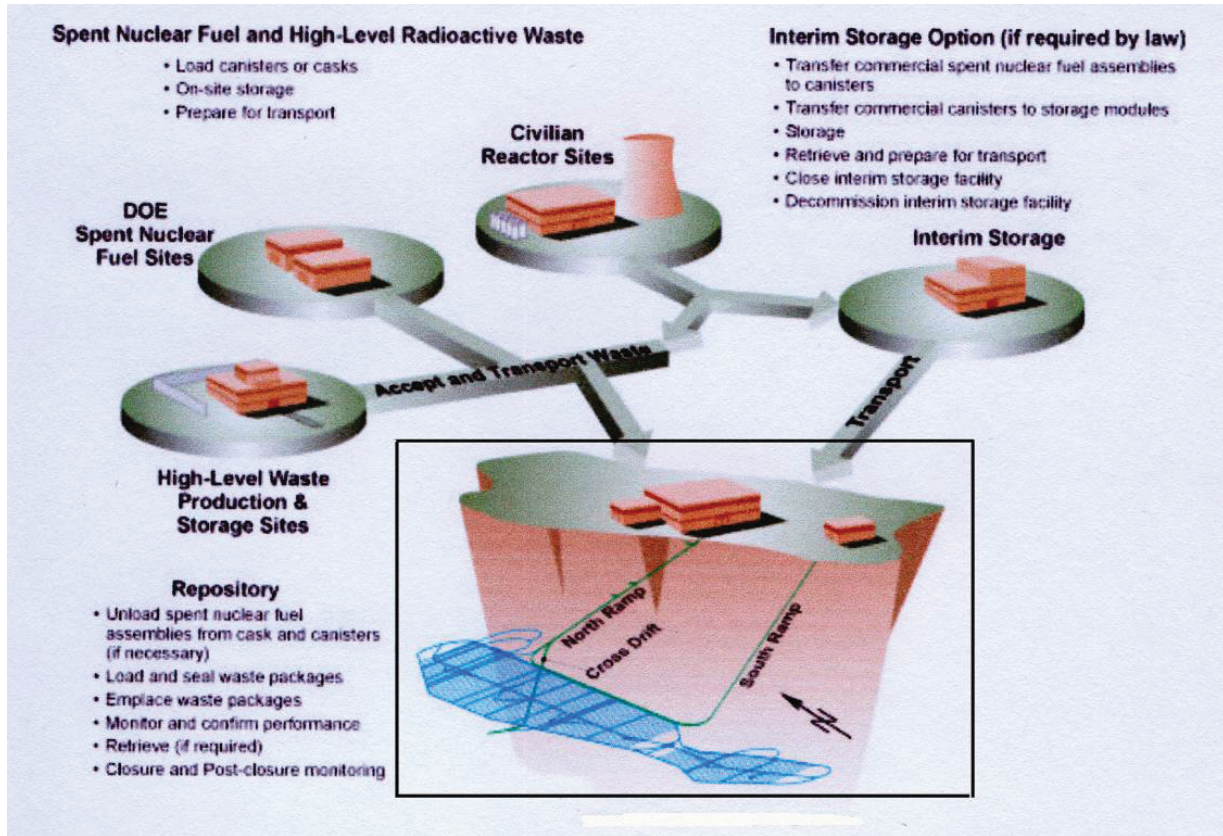 Spent Nuclear Fuel and High-Level Radioactive Waste
• Load canisters or casks
• On-site storage
• Prepare for transport
Interim Storage Option (if required by law)
• Transfer commercial spent nuclear fuel assemblies
to canisters
• Transfer commercial canisters to storage modules
• Storage
• Retrieve and prepare for transport
• Close interim storage facility
• Decommission interim storage facility
Civilian
Reactor Sites
DOE
Spent Nuclear
Fuel Sites
Interim Storage
Accept and Transport Waste
Transport
High-Level Waste
Production &
Storage Sites
Repository
• Unload spent nuclear fuel
assemblies from cask and canisters
(if necessary)
• Load and seal waste packages
• Emplace waste packages
• Monitor and confirm performance
• Retrieve (if required)
• Closure and Post-closure monitoring
North Ramp
Cross Drift
South Ramp
N